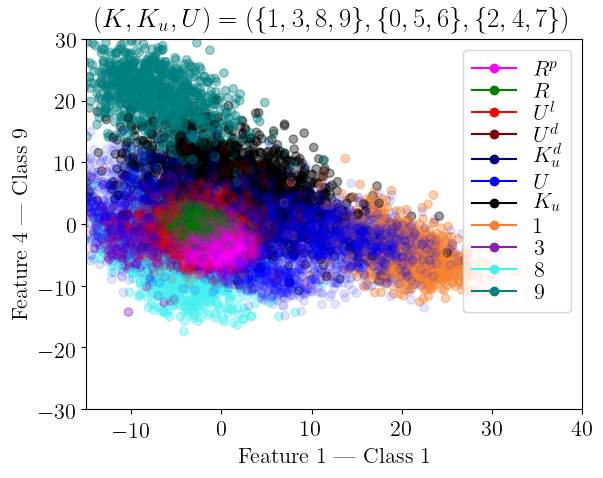 (K, K_u, U) = ({1, 3, 8, 9}, {0, 5, 6}, {2, 4, 7})
30
20
10
0
−10
−20
−30
Feature 4 — Class 9
R^p
R
U^l
U^d
K_u^d
U
K_u
1
3
8
9
−10
0
10
20
30
40
Feature 1 — Class 1